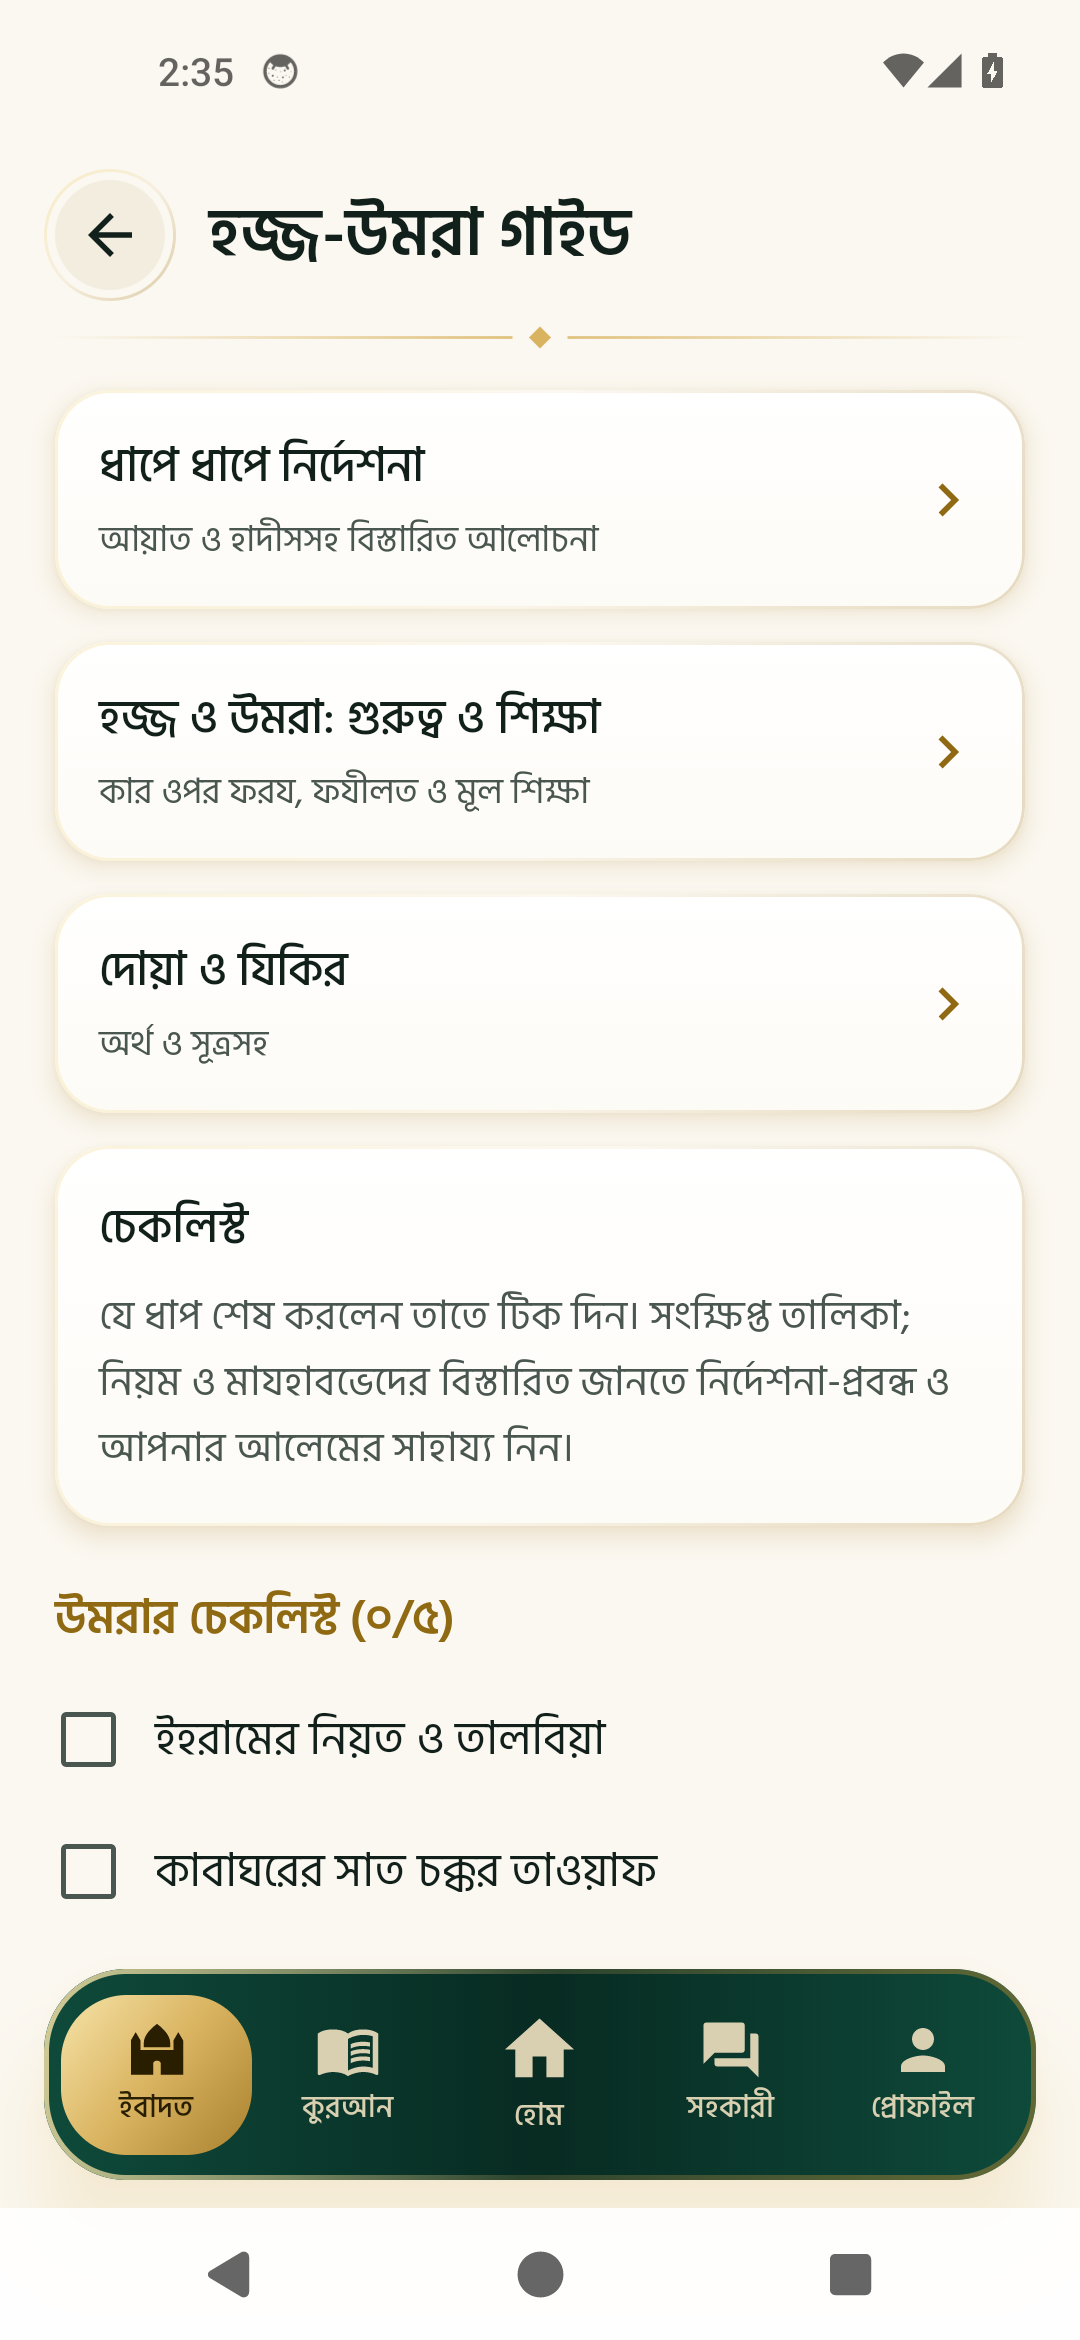 2:35
হজ্জ-উমরা গাইড
ধাপে ধাপে নির্দেশনা
আয়াত ও হাদীসসহ বিস্তারিত আলোচনা
হজ্জ ও উমরা: গুরুত্ব ও শিক্ষা
কার ওপর ফরয, ফযীলত ও মূল শিক্ষা
দোয়া ও যিকির
অর্থ ও সূত্রসহ
চেকলিস্ট
যে ধাপ শেষ করলেন তাতে টিক দিন। সংক্ষিপ্ত তালিকা;
নিয়ম ও মাযহাবভেদের বিস্তারিত জানতে নির্দেশনা-প্রবন্ধ ও
আপনার আলেমের সাহায্য নিন।
উমরার চেকলিস্ট (০/৫)
ইহরামের নিয়ত ও তালবিয়া
কাবাঘরের সাত চক্কর তাওয়াফ
ইবাদত
কুরআন
হোম
সহকারী
প্রোফাইল